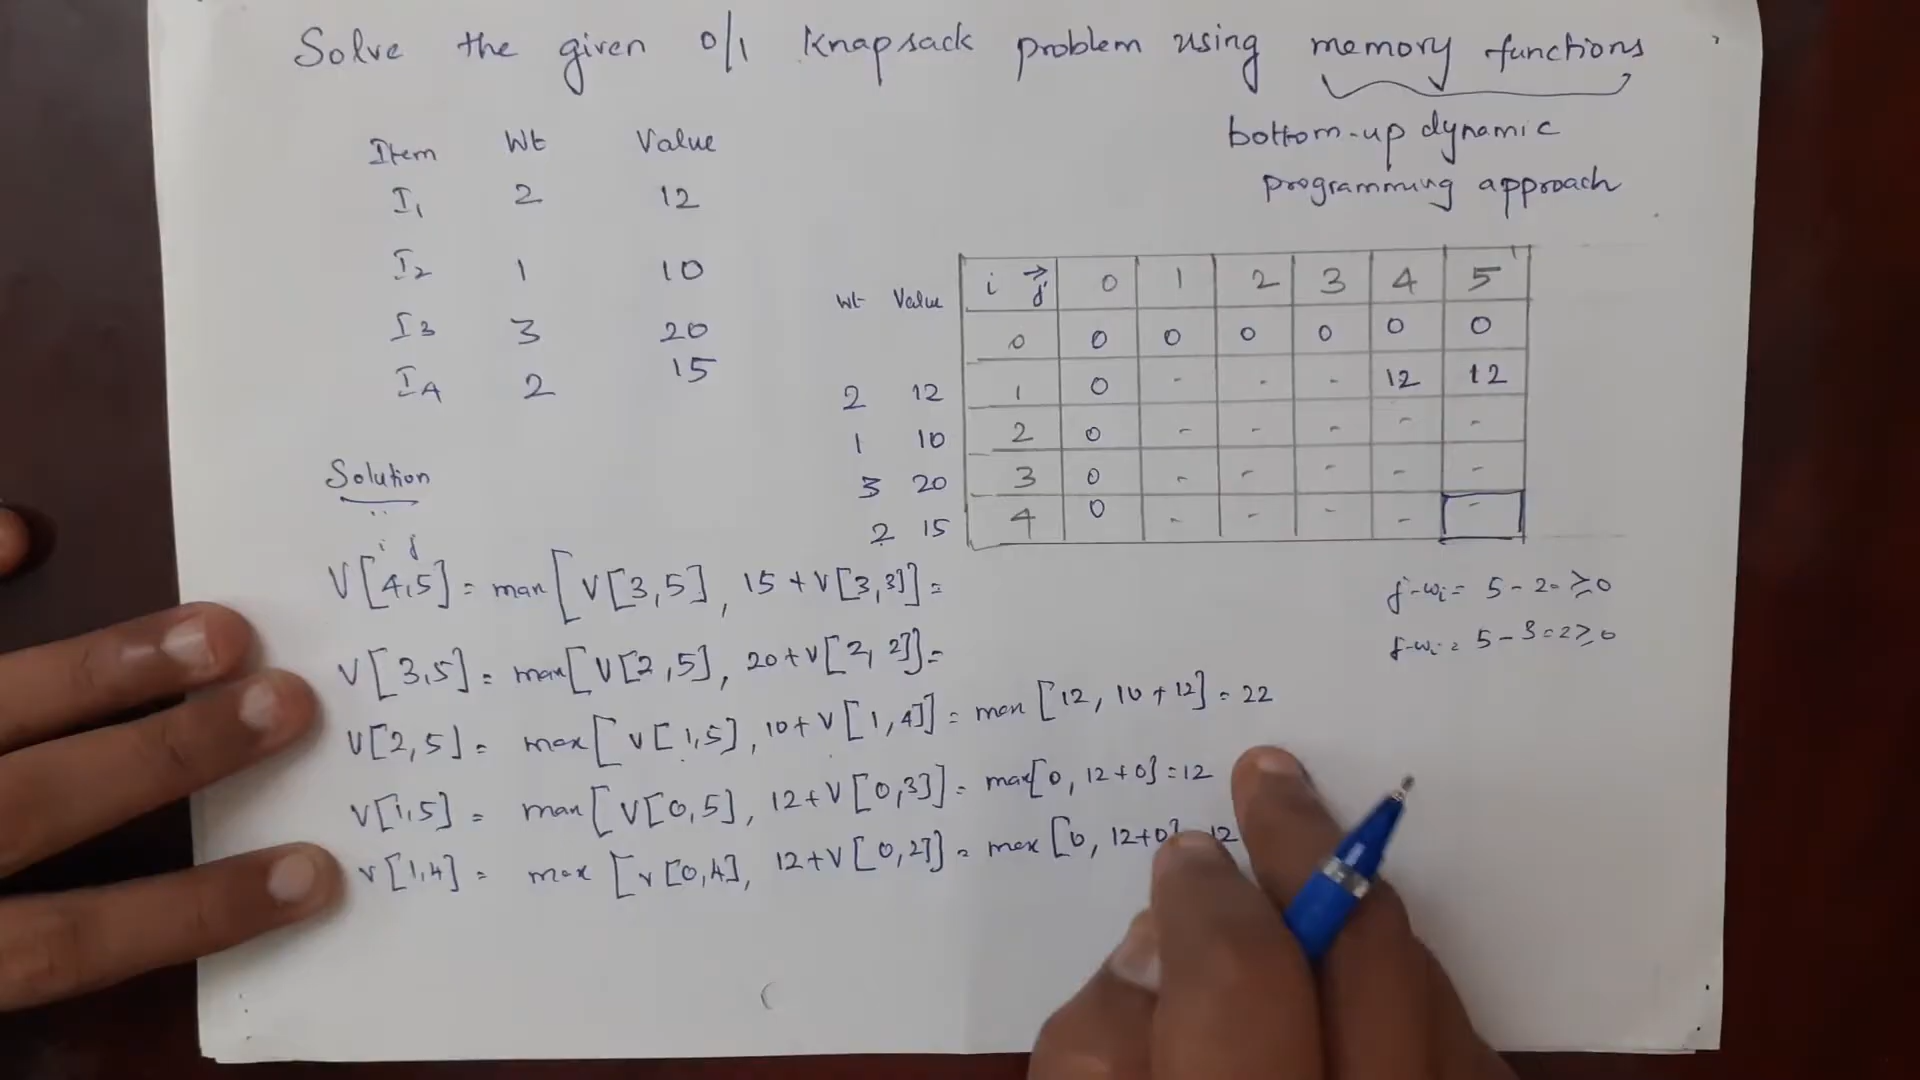 Solve the given 0/1 Knapsack problem using memory functions
bottom-up dynamic
programming approach
Item Wt Value
I1 2 12
I2 1 10
I3 3 20
I4 2 15
Wt Value i j → 0 1 2 3 4 5
0 0 0 0 0 0 0
2 12 1 0 - - - 12 12
1 10 2 0 - - - - -
3 20 3 0 - - - - -
2 15 4 0 - - - - -
Solution
i j
V[4,5] = max[V[3,5], 15+V[3,3]] =
j-wi = 5-2 ≥0
V[3,5] = max[V[2,5], 20+V[2,2]] =
j-wi = 5-3=2≥0
V[2,5] = max[V[1,5], 10+V[1,4]] = max[12, 10+12] = 22
V[1,5] = max[V[0,5], 12+V[0,3]] = max[0, 12+0] = 12
V[1,4] = max[V[0,4], 12+V[0,2]] = max[0, 12+0] 12